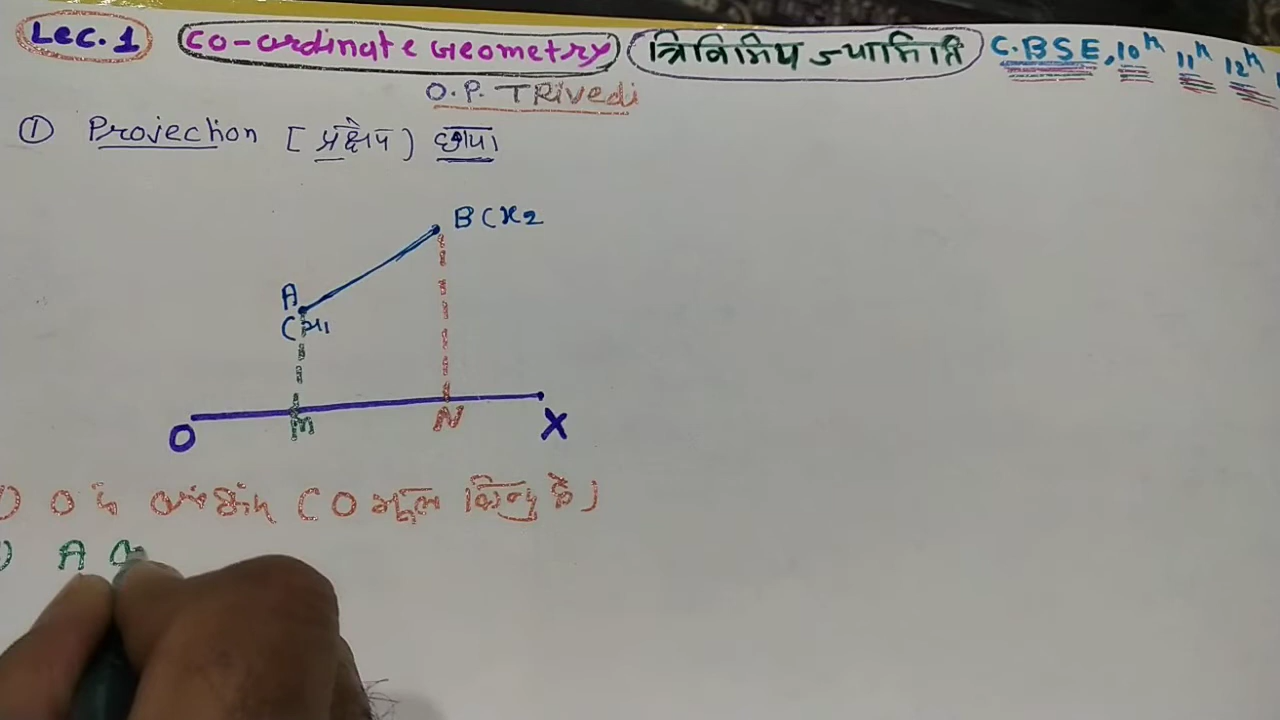 Lec.1 Co-ordinate Geometry (त्रिविमिय ज्यामिति) C.BSE, 10th 11th 12th
O.P. TRivedi
① Projection [प्रक्षेप) छाया
B(x2
A
(x1
M N
O X
O के (O मूल बिन्दु है)
A